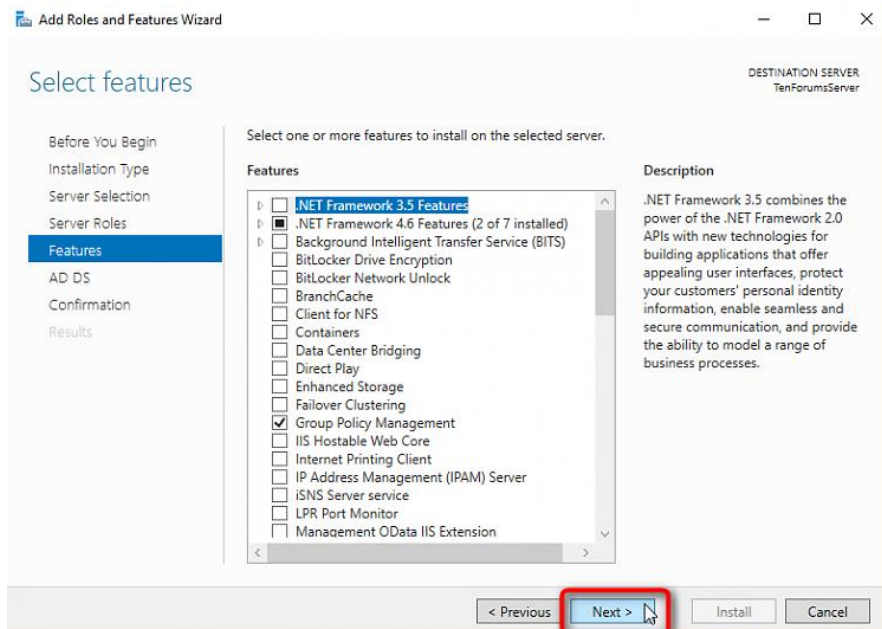 Add Roles and Features Wizard
Select features
DESTINATION SERVER
TenForumsServer
Before You Begin
Installation Type
Server Selection
Server Roles
Features
AD DS
Confirmation
Results
Select one or more features to install on the selected server.
Features
.NET Framework 3.5 Features
.NET Framework 4.6 Features (2 of 7 installed)
Background Intelligent Transfer Service (BITS)
BitLocker Drive Encryption
BitLocker Network Unlock
BranchCache
Client for NFS
Containers
Data Center Bridging
Direct Play
Enhanced Storage
Failover Clustering
Group Policy Management
IIS Hostable Web Core
Internet Printing Client
IP Address Management (IPAM) Server
iSNS Server service
LPR Port Monitor
Management OData IIS Extension
Description
.NET Framework 3.5 combines the
power of the .NET Framework 2.0
APIs with new technologies for
building applications that offer
appealing user interfaces, protect
your customers' personal identity
information, enable seamless and
secure communication, and provide
the ability to model a range of
business processes.
< Previous
Next >
Install
Cancel